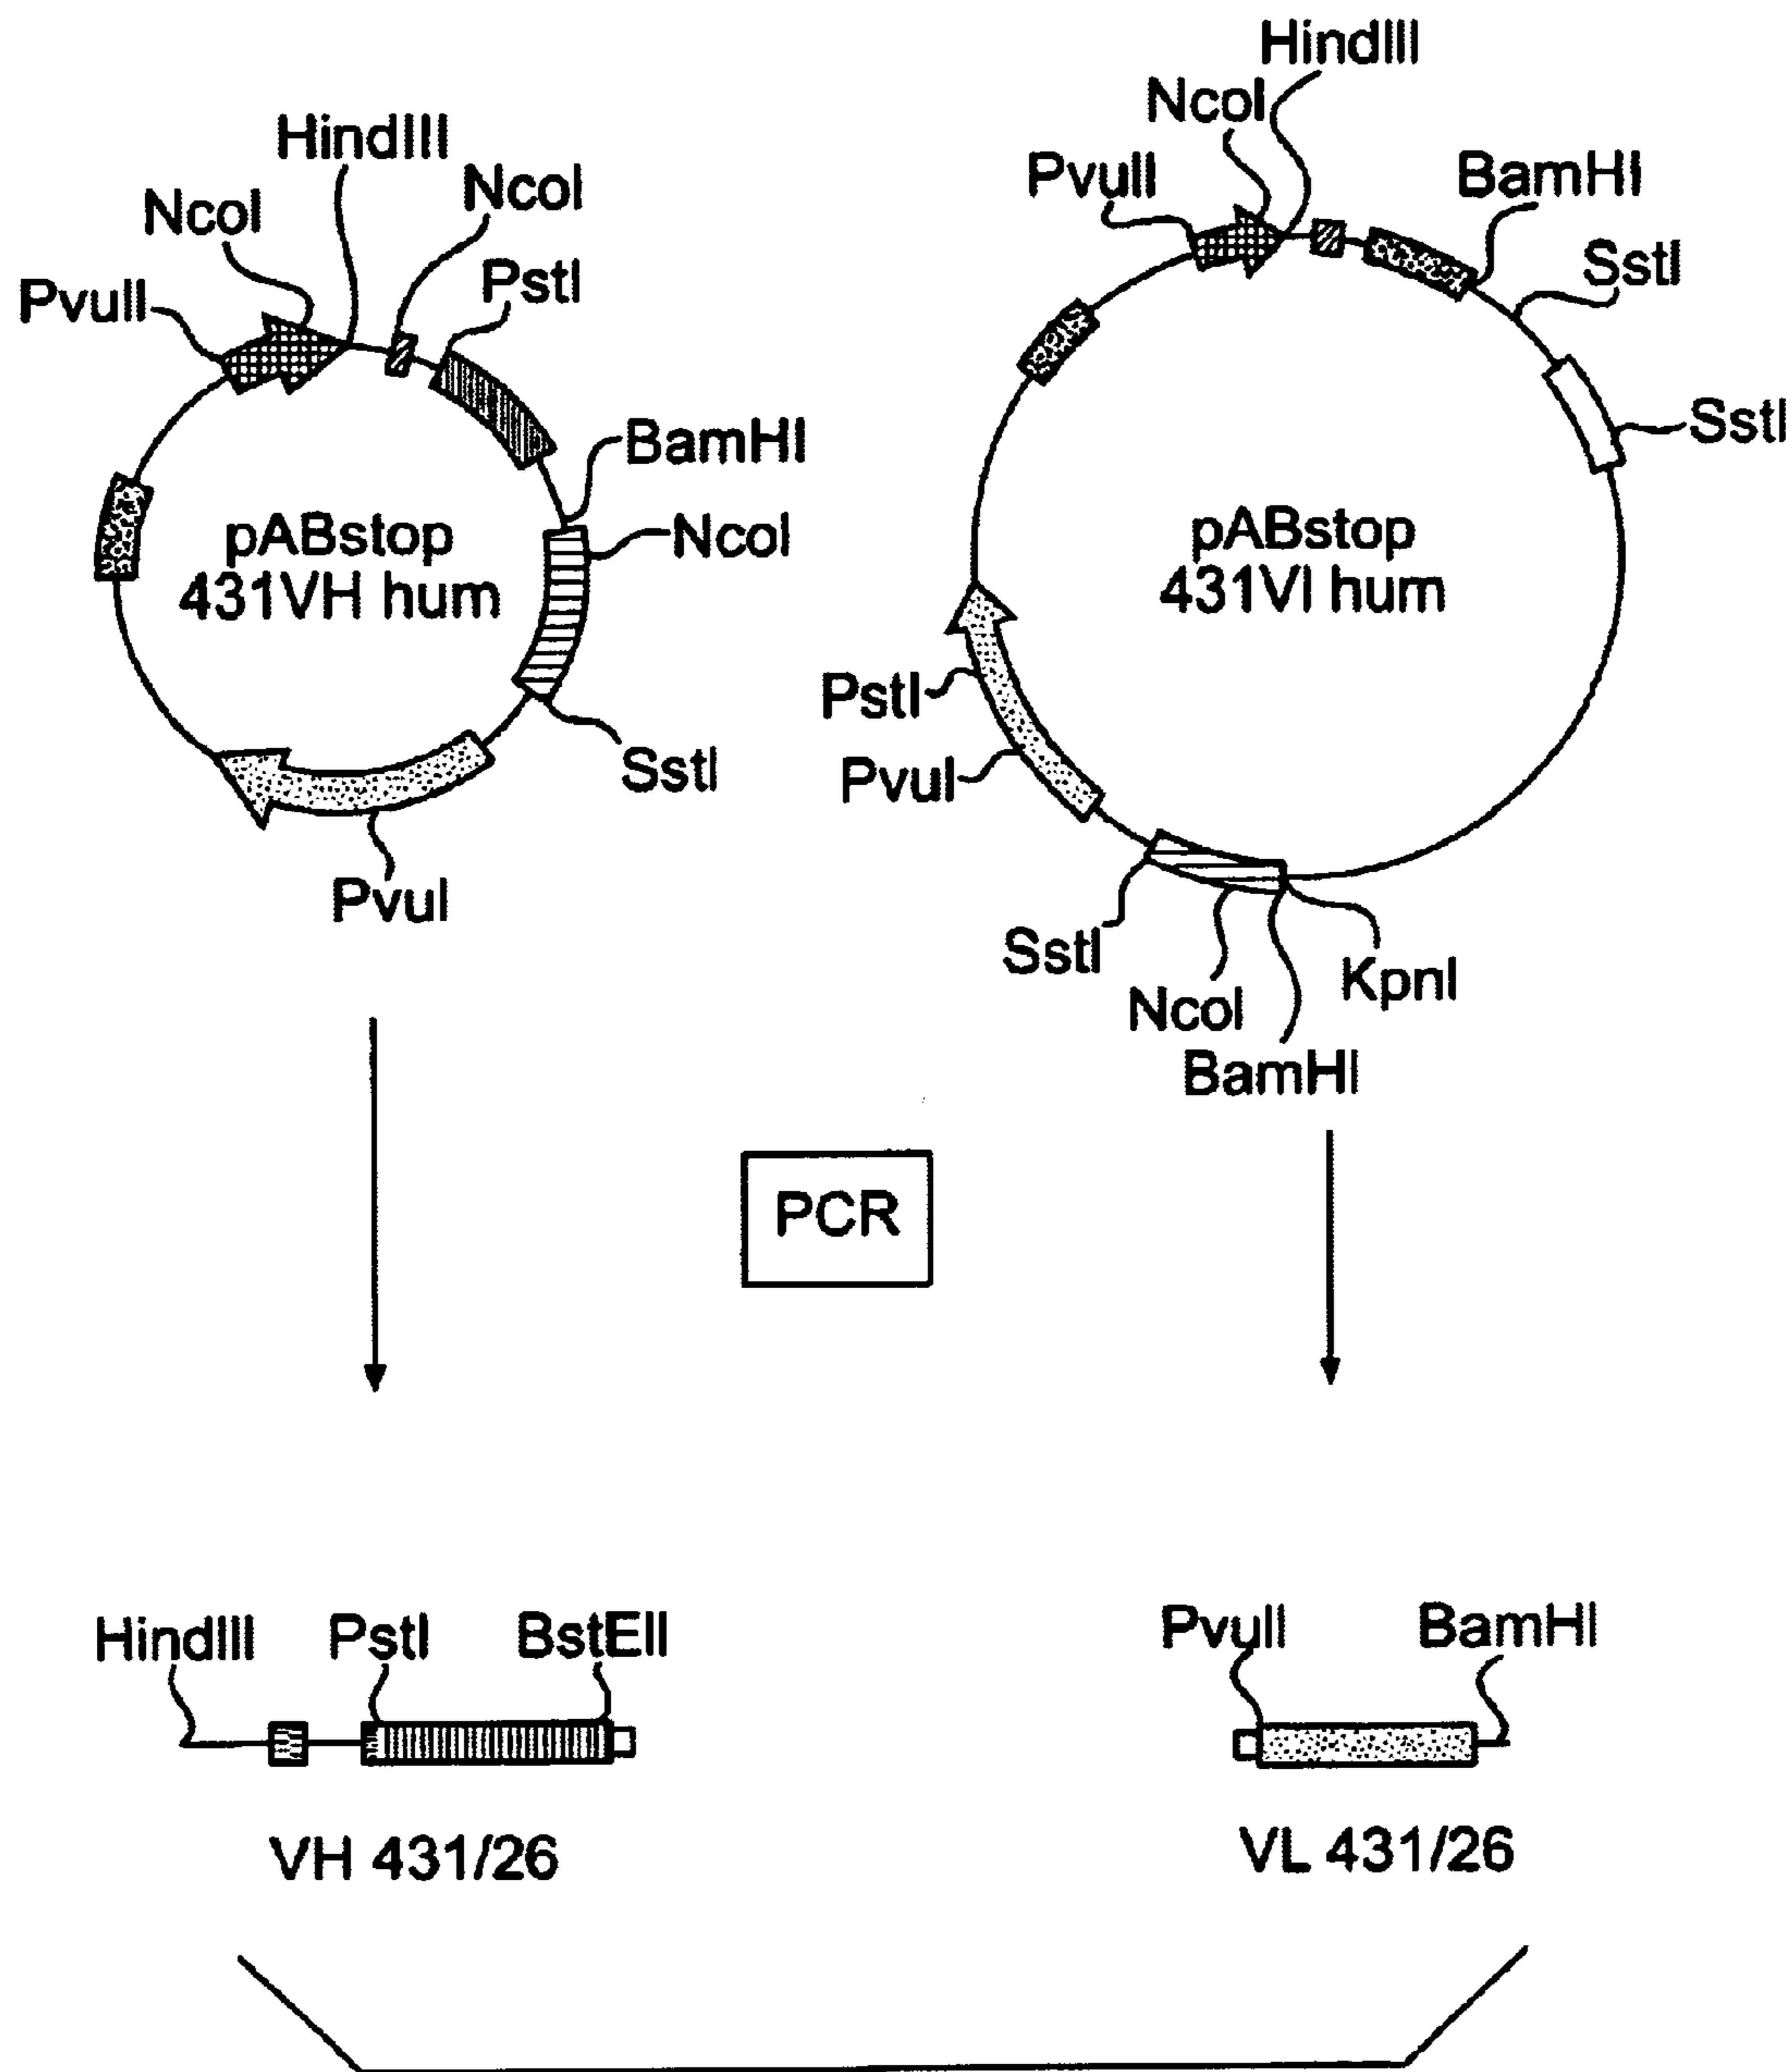 HindIII
NcoI
HindIII
NcoI
PvuII
BamHI
NcoI
PstI
SstI
PvuII
SstI
BamHI
pABstop
431VH hum
NcoI
pABstop
431Vl hum
PstI
SstI
PvuI
PvuI
SstI
KpnI
NcoI
BamHI
PCR
HindIII
PstI
BstEII
PvuII
BamHI
VH 431/26
VL 431/26